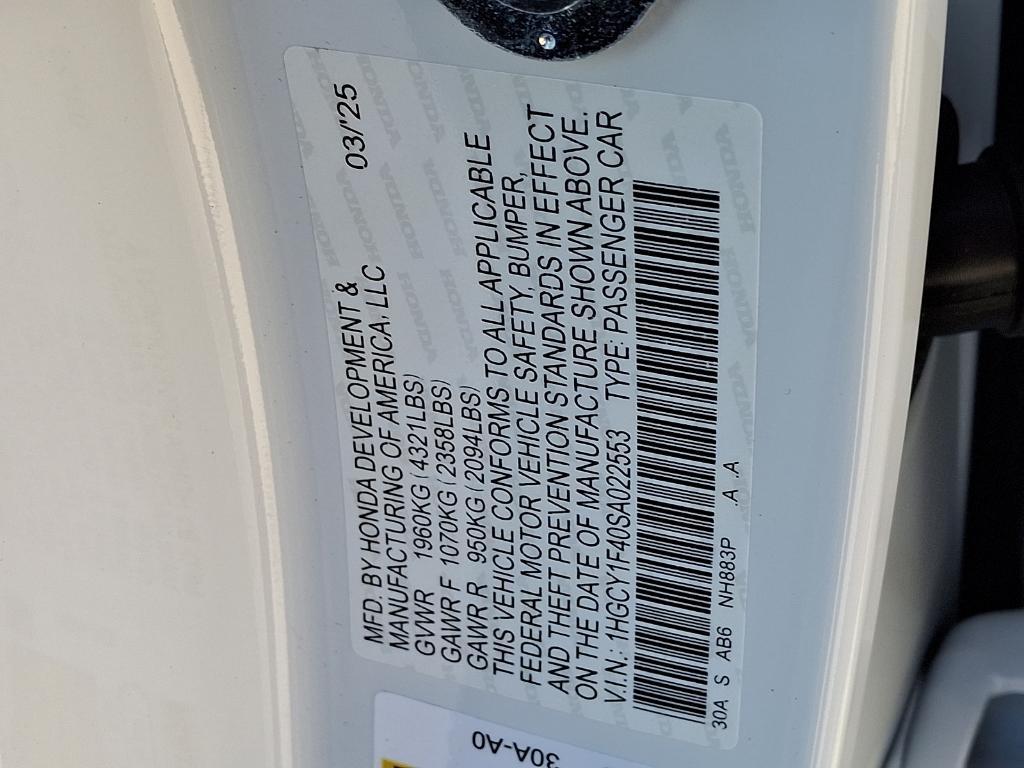 MFD. BY HONDA DEVELOPMENT &
MANUFACTURING OF AMERICA, LLC 03/'25
GVWR 1960KG (4321LBS)
GAWR F 1070KG (2358LBS)
GAWR R 950KG (2094LBS)
THIS VEHICLE CONFORMS TO ALL APPLICABLE
FEDERAL MOTOR VEHICLE SAFETY, BUMPER,
AND THEFT PREVENTION STANDARDS IN EFFECT
ON THE DATE OF MANUFACTURE SHOWN ABOVE.
V.I.N.: 1HGCY1F40SA022553 TYPE: PASSENGER CAR
30A S AB6 NH883P .A A
30A-A0